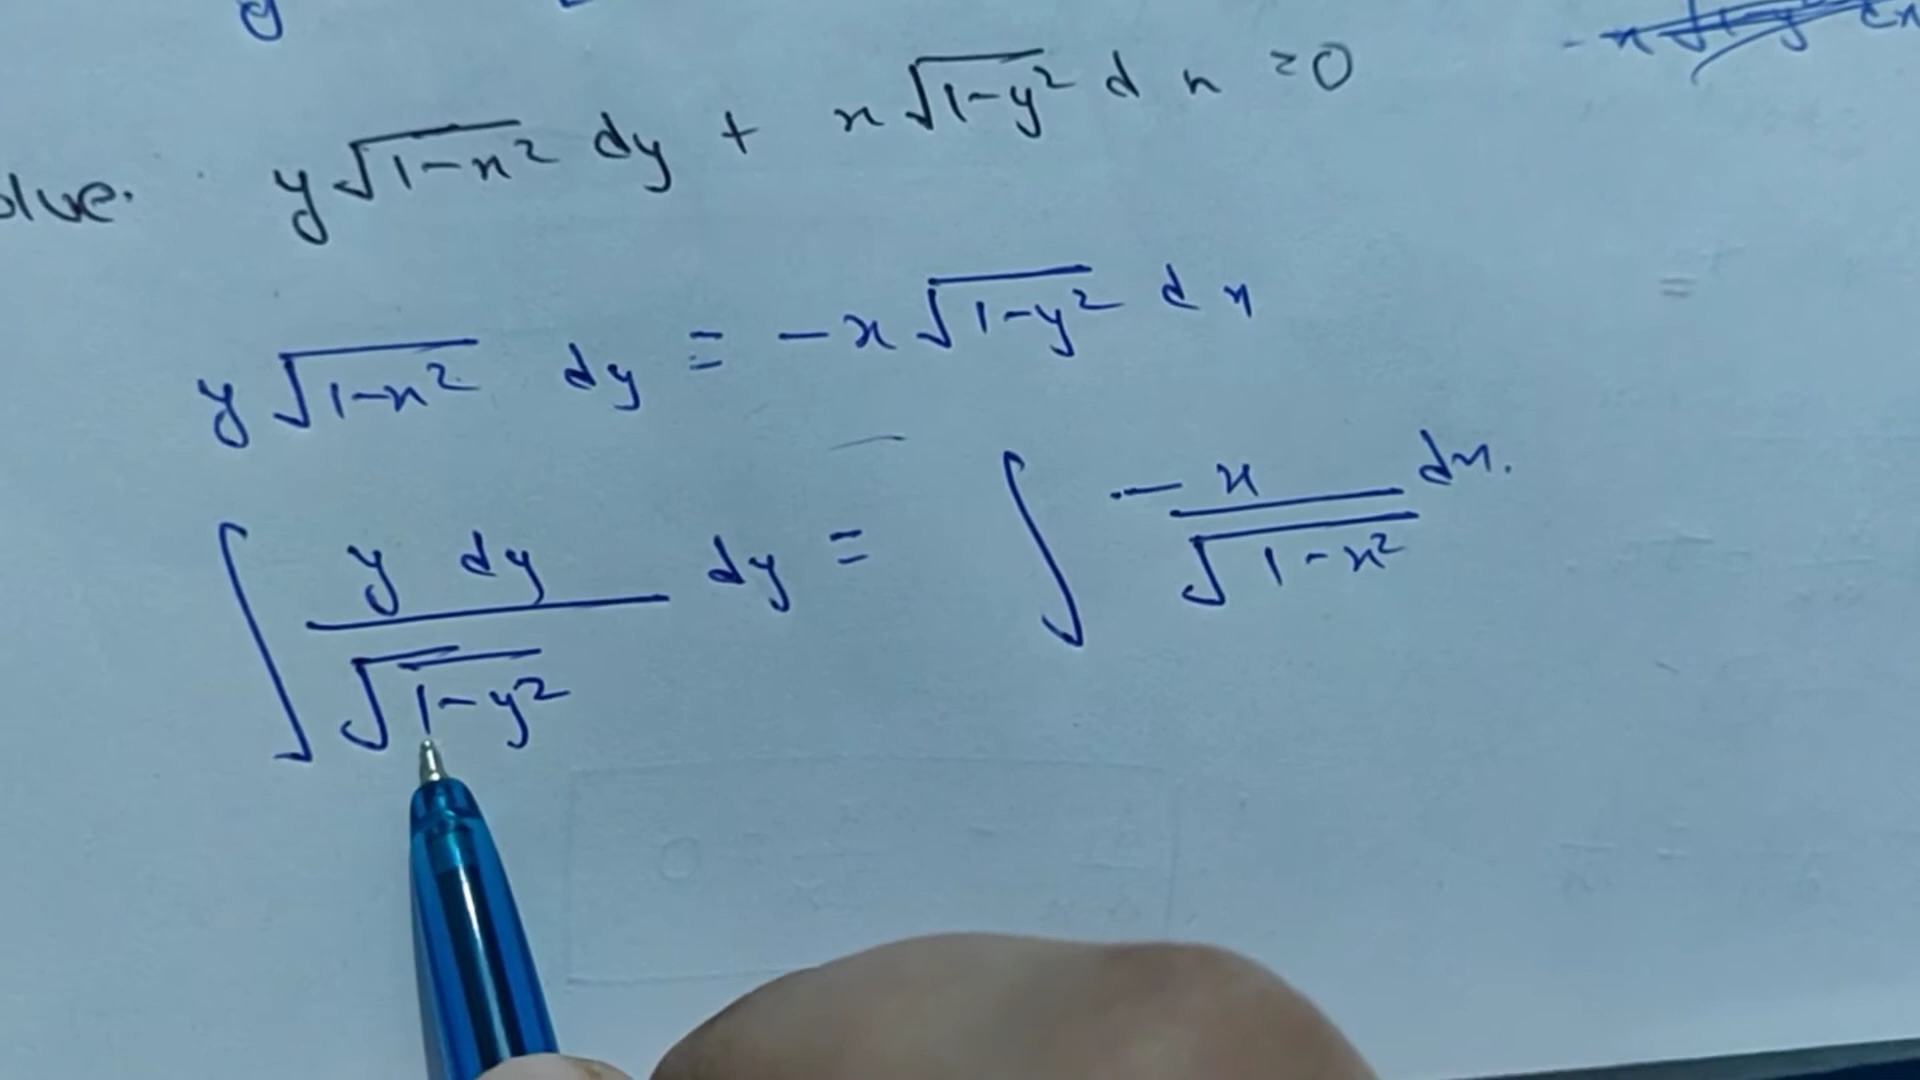 y√1-x² dy + x√1-y² dx =0
y√1-x² dy = -x√1-y² dx
∫ y dy / √1-y² dy = ∫ -x / √1-x² dx.